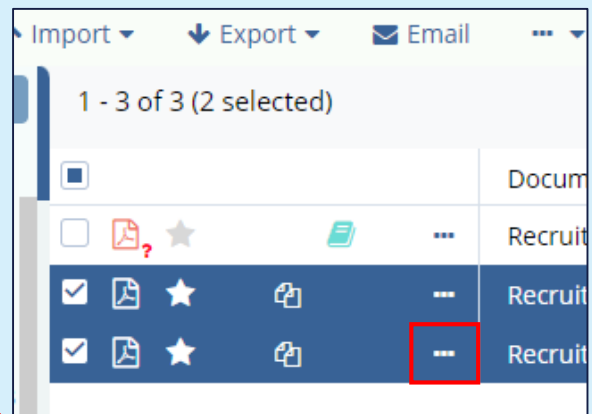 Import Export Email ...
1 - 3 of 3 (2 selected)
Docum
? ... Recruit
... Recruit
... Recruit